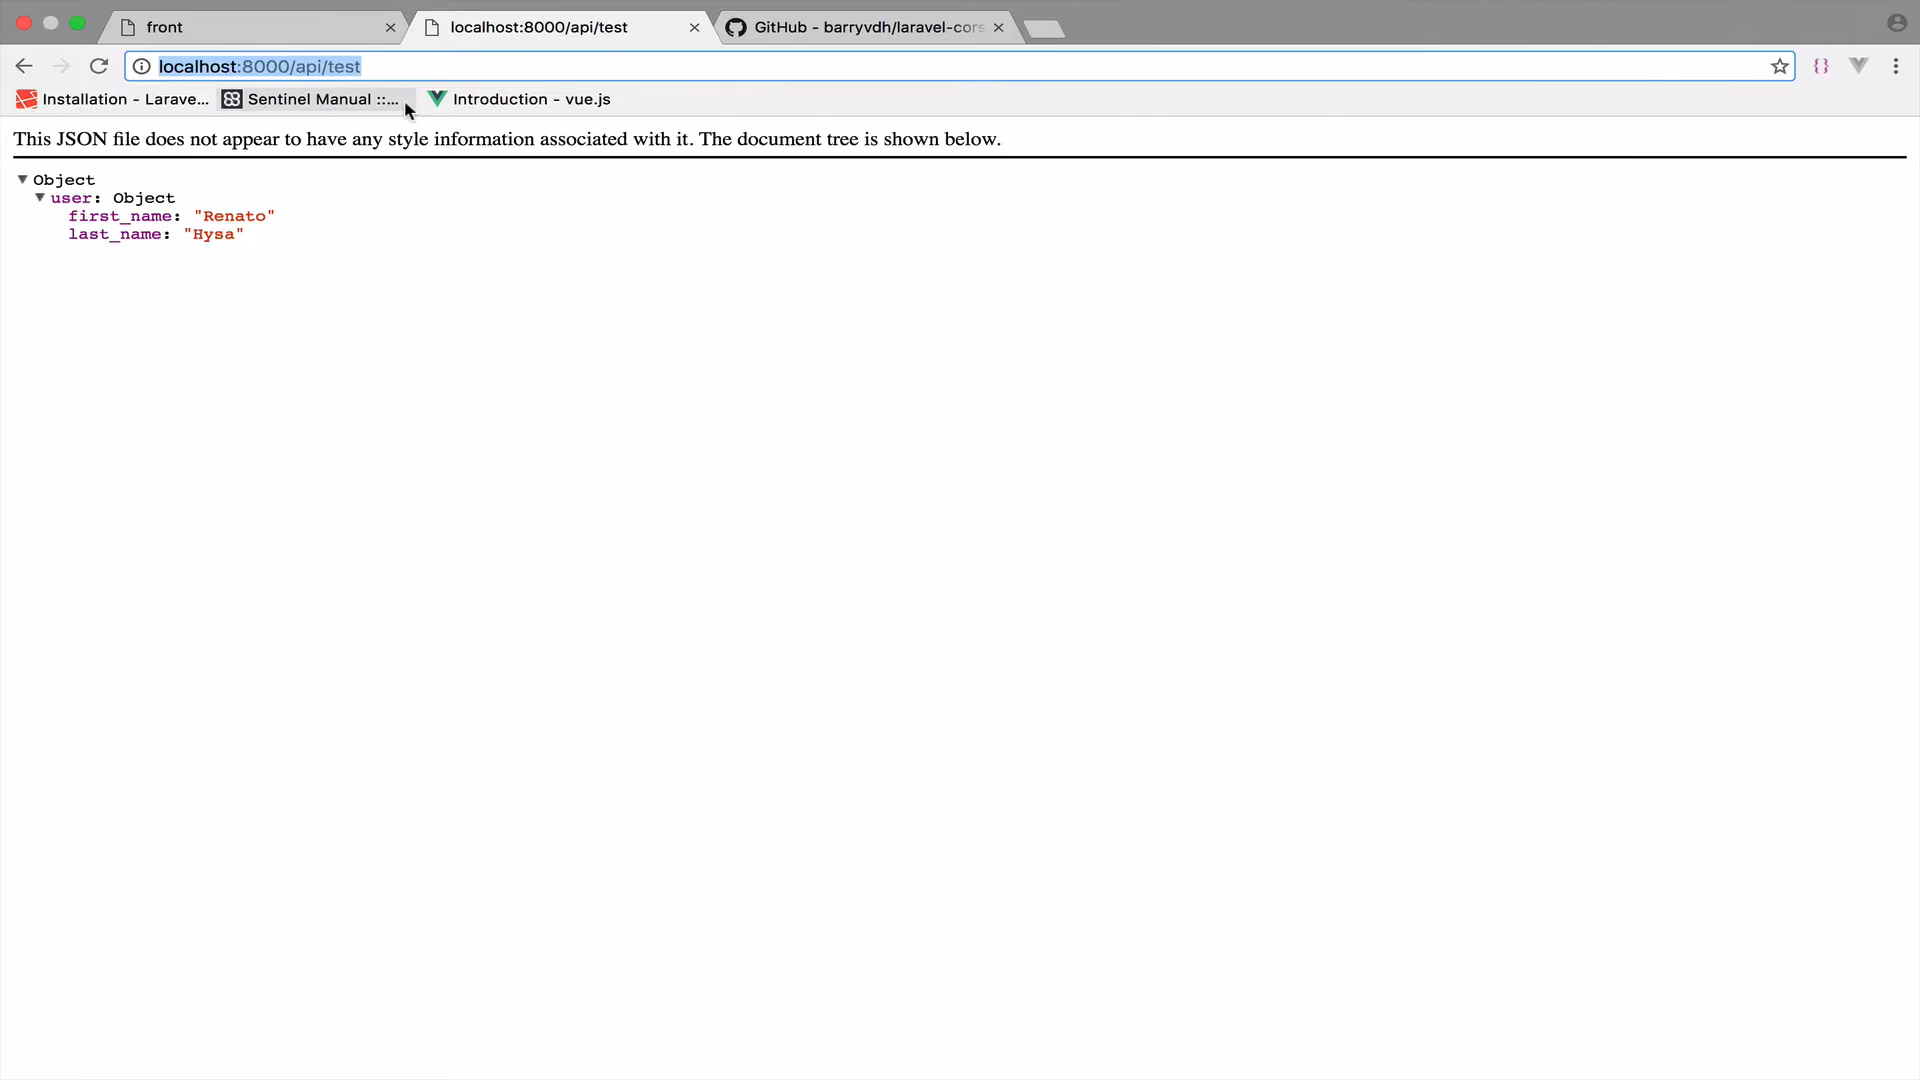 front
localhost:8000/api/test
GitHub - barryvdh/laravel-cors
localhost:8000/api/test
{}
Installation - Larave...
Sentinel Manual ::...
Introduction - vue.js
This JSON file does not appear to have any style information associated with it. The document tree is shown below.
Object
user: Object
first_name: "Renato"
last_name: "Hysa"